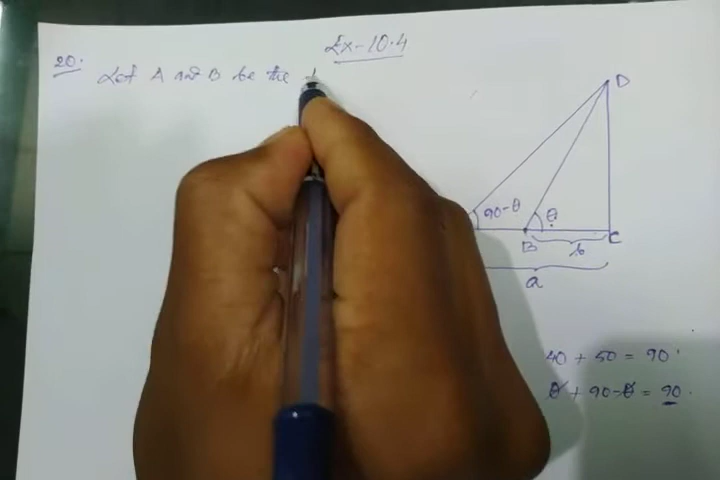 Ex-10.4
20.
Let A and B be the
D
90-θ
θ
B
b
C
a
40 + 50 = 90
θ + 90-θ = 90.